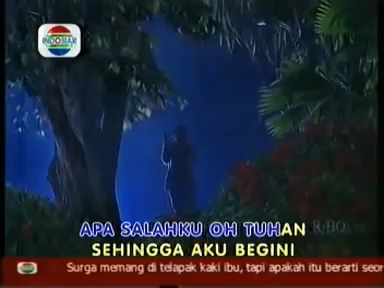 INDOSIAR
APA SALAHKU OH TUHAN
SEHINGGA AKU BEGINI
Surga memang di telapak kaki ibu, tapi apakah itu berarti seor